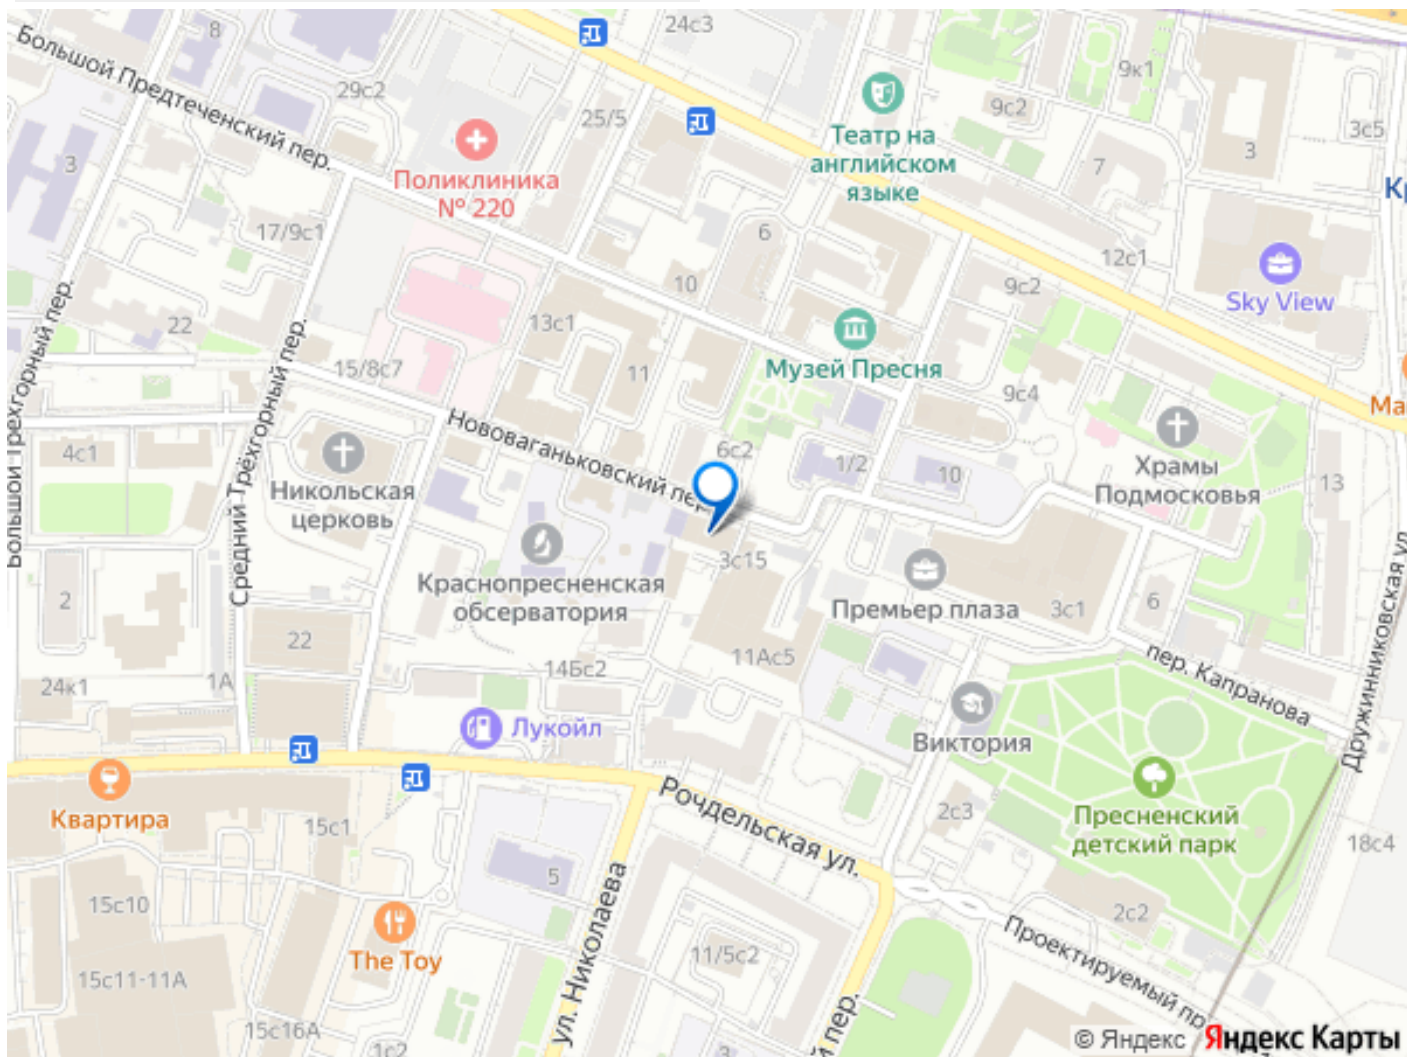 24с3
8
Большой Предтеченский пер.
29с2
25/5
9к1
9с2
3с5
3
Театр на
английском
языке
7
3
Поликлиника
№ 220
17/9с1
6
12с1
10
9с2
Sky View
Большой Трёхгорный пер.
22
13с1
Музей Пресня
15/8с7
11
9с4
Средний Трёхгорный пер.
Нововаганьковский пер.
4с1
6с2
1/2
10
Храмы
Подмосковья
13
Никольская
церковь
3с15
Краснопресненская
обсерватория
Премьер плаза
3с1
6
2
22
11Ас5
14Бс2
пер. Капранова
Дружинниковская ул.
24к1
1А
Лукойл
Виктория
Квартира
15с1
Рочдельская ул.
2с3
Пресненский
детский парк
18с4
5
15с10
ул. Николаева
2с2
The Toy
11/5с2
Проектируемый
15с11-11А
15с16А
1с2
3
пер.
© Яндекс Яндекс Карты